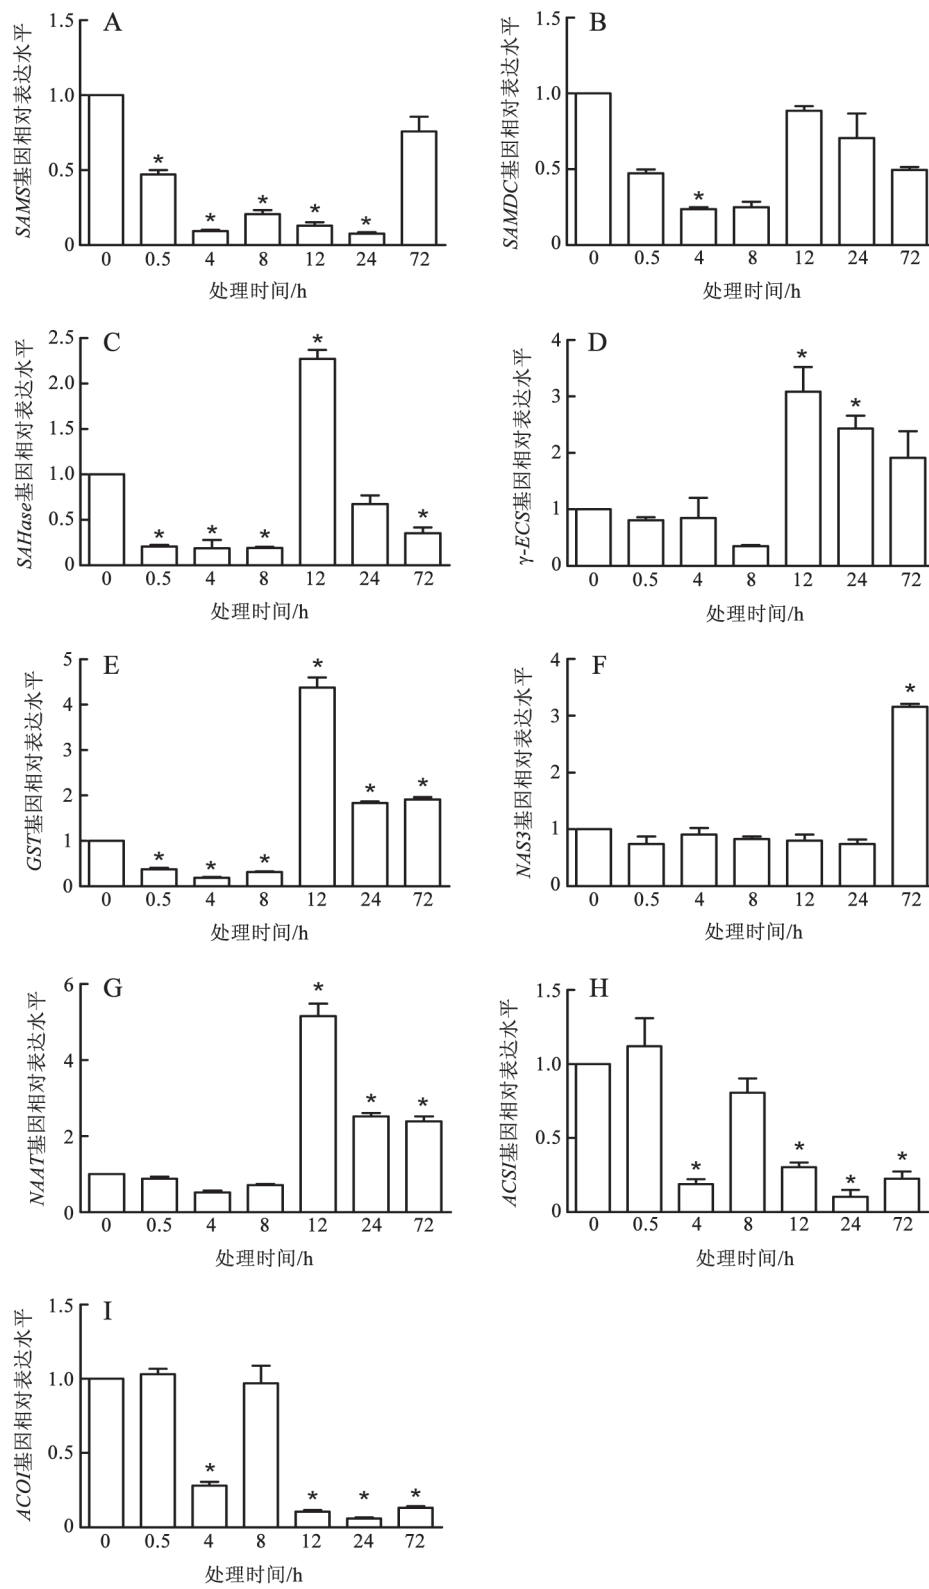 A
SAMS基因相对表达水平
1.5
1.0
0.5
0
*
*
*
*
*
0 0.5 4 8 12 24 72
处理时间/h
B
SAMDC基因相对表达水平
1.5
1.0
0.5
0
*
0 0.5 4 8 12 24 72
处理时间/h
C
SAHase基因相对表达水平
2.5
2.0
1.5
1.0
0.5
0
*
*
*
*
*
0 0.5 4 8 12 24 72
处理时间/h
D
γ-ECS基因相对表达水平
4
3
2
1
0
*
*
0 0.5 4 8 12 24 72
处理时间/h
E
GST基因相对表达水平
5
4
3
2
1
0
*
*
*
*
*
*
0 0.5 4 8 12 24 72
处理时间/h
F
NAS3基因相对表达水平
4
3
2
1
0
*
0 0.5 4 8 12 24 72
处理时间/h
G
NAAT基因相对表达水平
6
4
2
0
*
*
*
0 0.5 4 8 12 24 72
处理时间/h
H
ACSI基因相对表达水平
1.5
1.0
0.5
0
*
*
*
*
0 0.5 4 8 12 24 72
处理时间/h
I
ACOI基因相对表达水平
1.5
1.0
0.5
0
*
*
*
*
0 0.5 4 8 12 24 72
处理时间/h